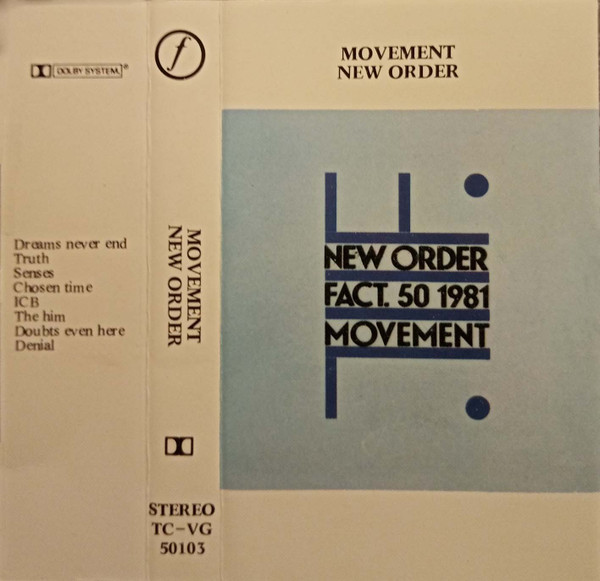 DOLBY SYSTEM®
Dreams never end
Truth
Senses
Chosen time
ICB
The him
Doubts even here
Denial
f
MOVEMENT
NEW ORDER
STEREO
TC-VG
50103
MOVEMENT
NEW ORDER
NEW ORDER
FACT. 50 1981
MOVEMENT